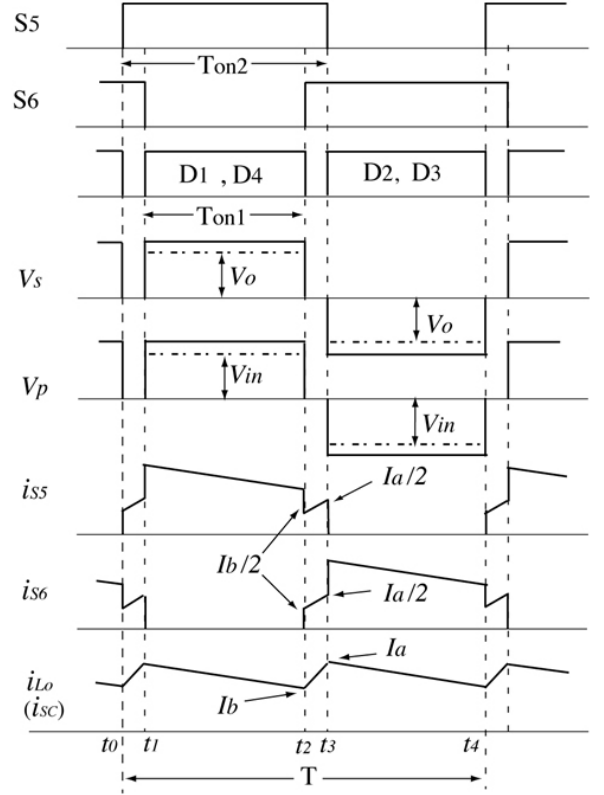 S5
Ton2
S6
D1 , D4
D2, D3
Ton1
Vs
Vo
Vo
Vp
Vin
Vin
iS5
Ia/2
Ib/2
iS6
Ia/2
Ia
iLo
(iSC)
Ib
t0 t1 t2 t3 t4
T